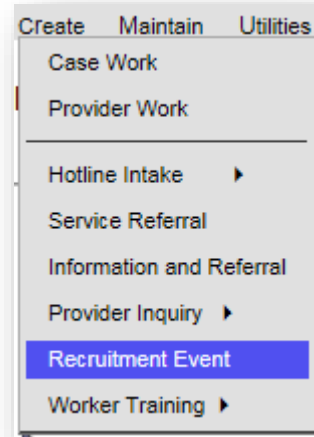 Create Maintain Utilities
Case Work
Provider Work
Hotline Intake
Service Referral
Information and Referral
Provider Inquiry
Recruitment Event
Worker Training